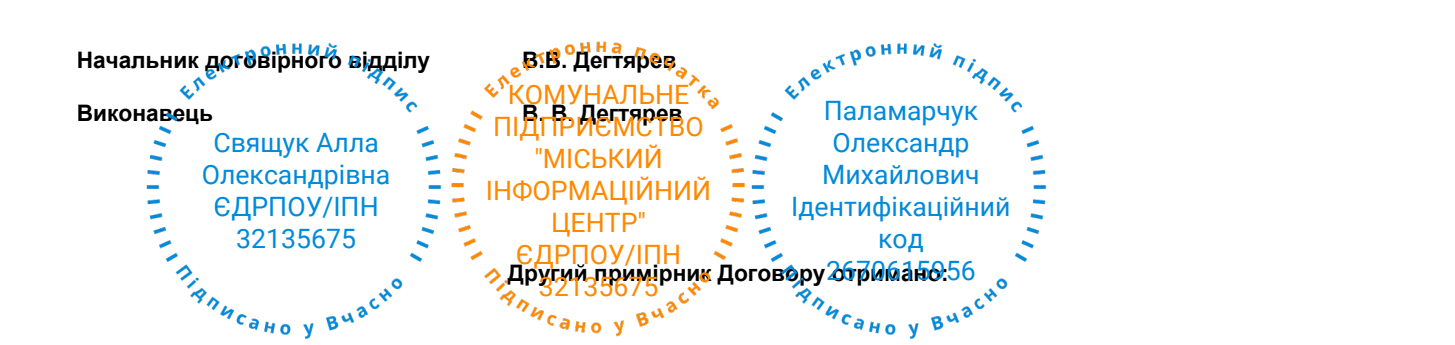 Начальник договірного відділу В.В. Дегтярев
Виконавець В. В. Дегтярев
Електронний підпис
Свящук Алла
Олександрівна
ЄДРПОУ/ІПН
32135675
Підписано у Вчасно
Електронна печатка
КОМУНАЛЬНЕ
ПІДПРИЄМСТВО
"МІСЬКИЙ
ІНФОРМАЦІЙНИЙ
ЦЕНТР"
ЄДРПОУ/ІПН
32135675
Підписано у Вчасно
Електронний підпис
Паламарчук
Олександр
Михайлович
Ідентифікаційний
код
2670615956
Підписано у Вчасно
Другий примірник Договору отримано: